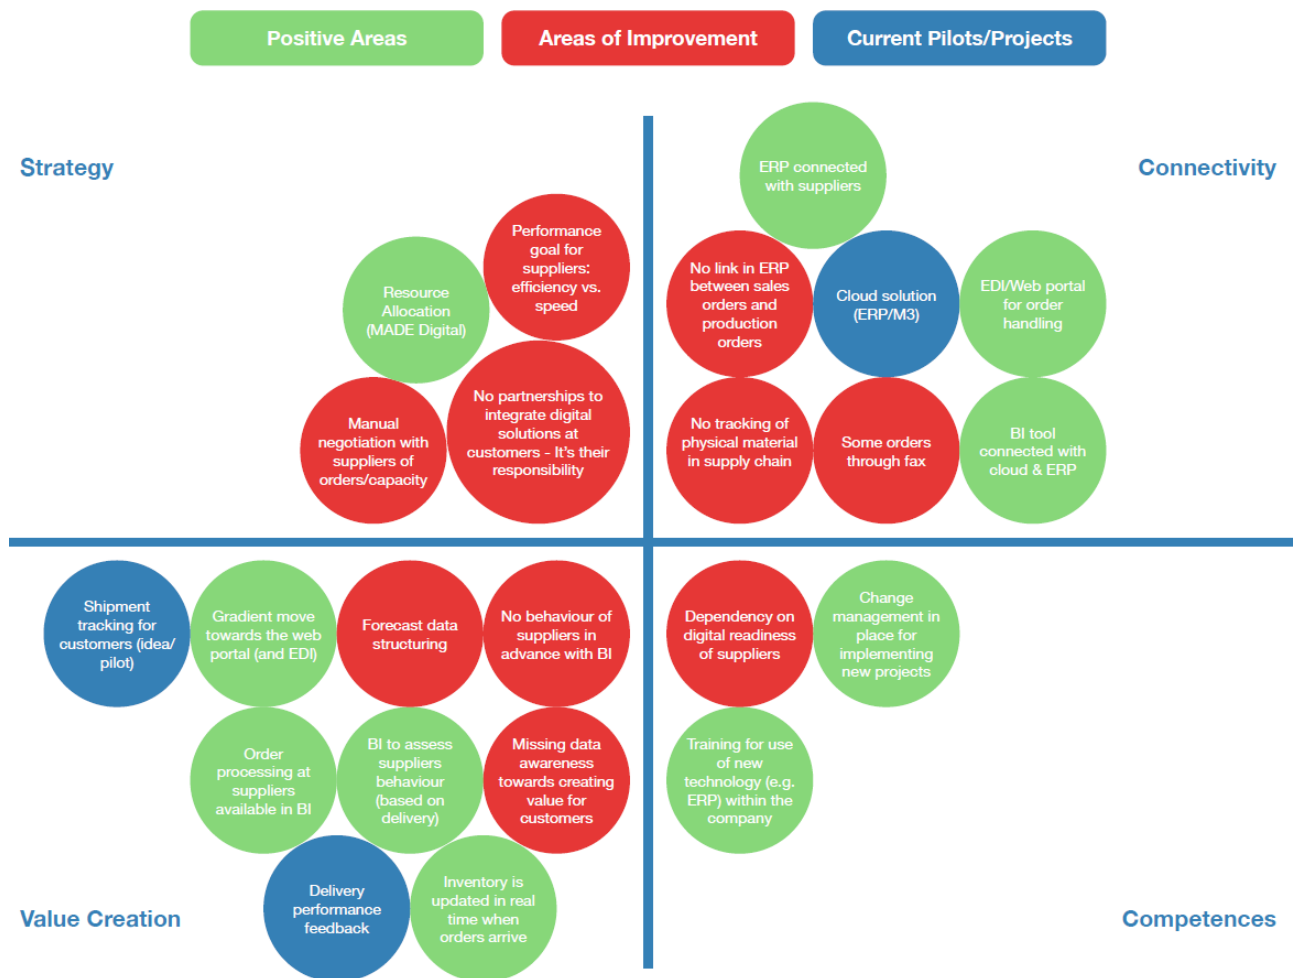 Positive Areas
Areas of Improvement
Current Pilots/Projects
Strategy
Connectivity
Resource
Allocation
(MADE Digital)
Performance
goal for
suppliers:
efficiency vs.
speed
Manual
negotiation with
suppliers of
orders/capacity
No partnerships to
integrate digital
solutions at
customers - It's their
responsibility
ERP connected
with suppliers
No link in ERP
between sales
orders and
production
orders
Cloud solution
(ERP/M3)
EDI/Web portal
for order
handling
No tracking of
physical material
in supply chain
Some orders
through fax
BI tool
connected with
cloud & ERP
Shipment
tracking for
customers (idea/
pilot)
Gradient move
towards the web
portal (and EDI)
Forecast data
structuring
No behaviour of
suppliers in
advance with BI
Order
processing at
suppliers
available in BI
BI to assess
suppliers
behaviour
(based on
delivery)
Missing data
awareness
towards creating
value for
customers
Delivery
performance
feedback
Inventory is
updated in real
time when
orders arrive
Value Creation
Dependency on
digital readiness
of suppliers
Change
management in
place for
implementing
new projects
Training for use
of new
technology (e.g.
ERP) within the
company
Competences